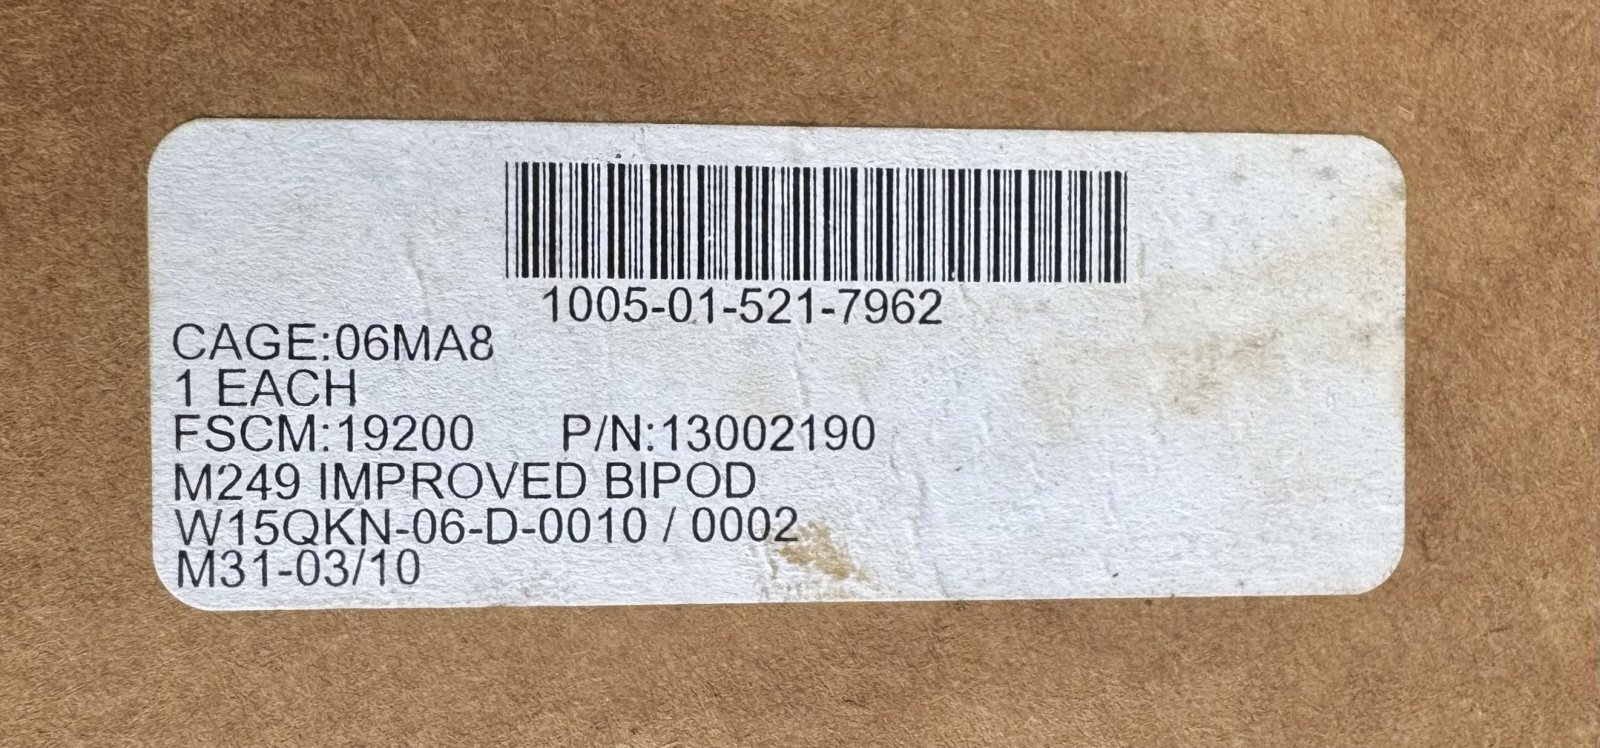 1005-01-521-7962
CAGE:06MA8
1 EACH
FSCM:19200 P/N:13002190
M249 IMPROVED BIPOD
W15QKN-06-D-0010 / 0002
M31-03/10